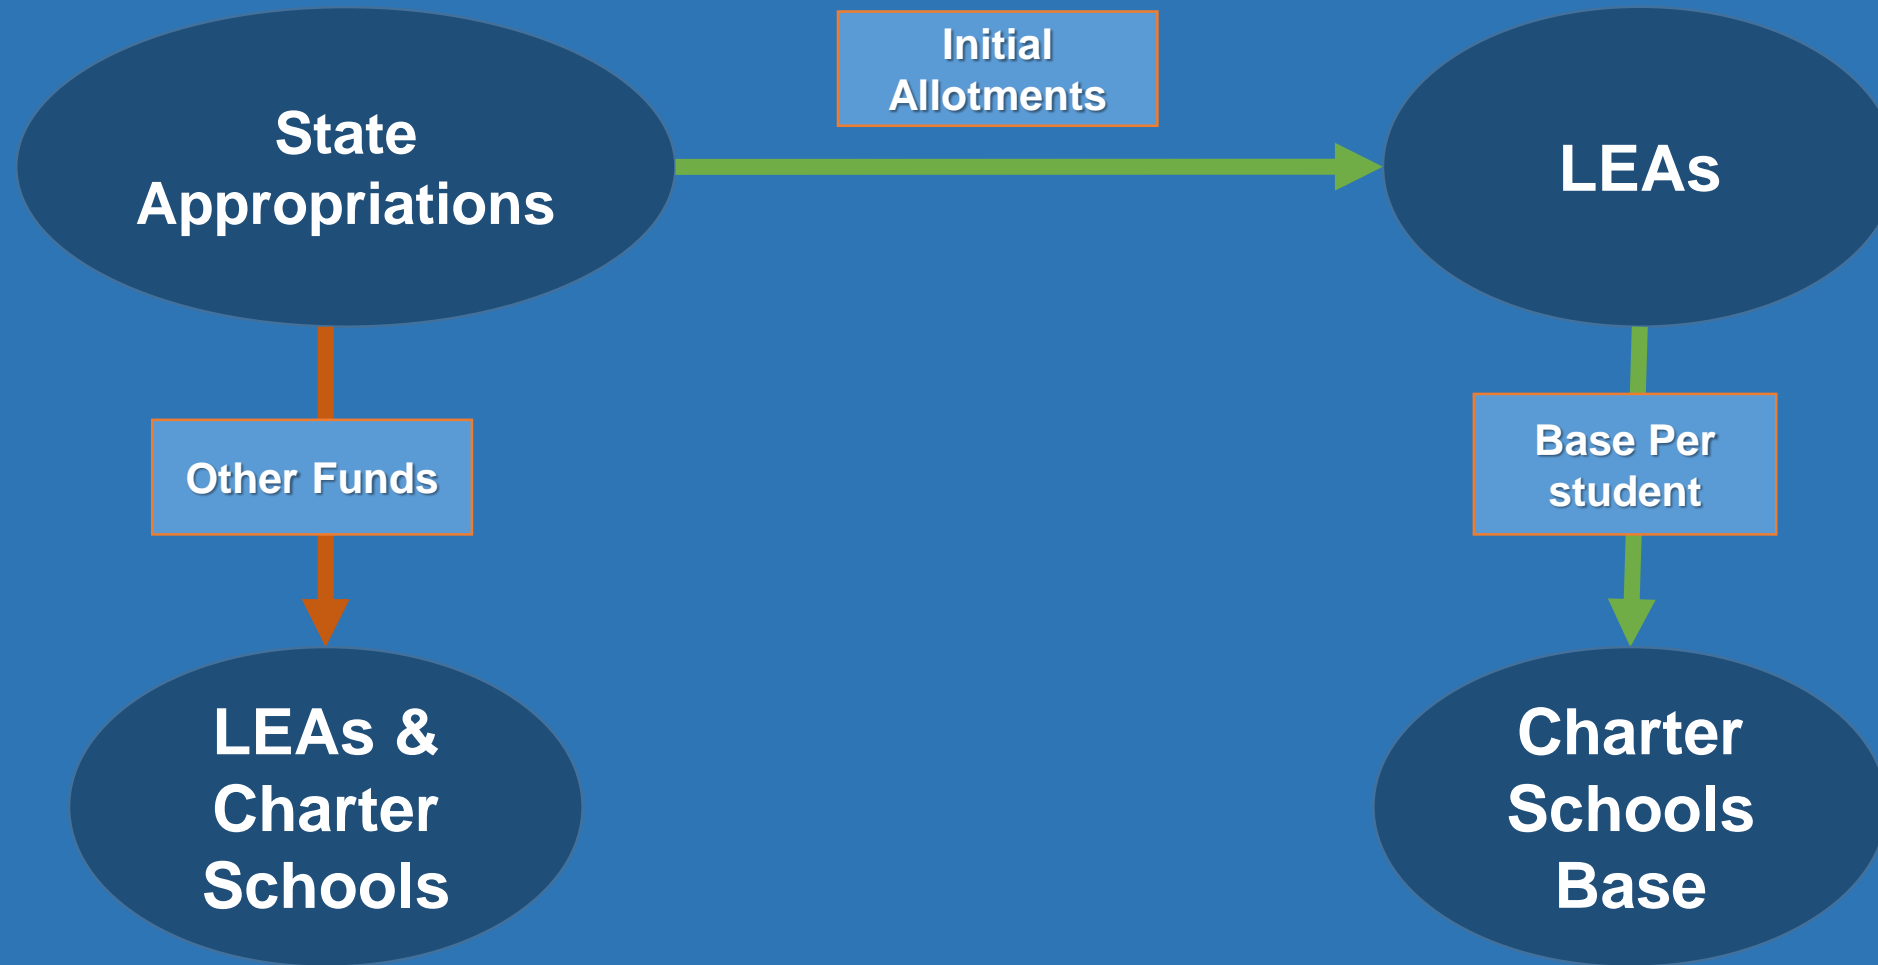 State
Appropriations
Initial
Allotments
LEAs
Other Funds
Base Per
student
LEAs &
Charter
Schools
Charter
Schools
Base